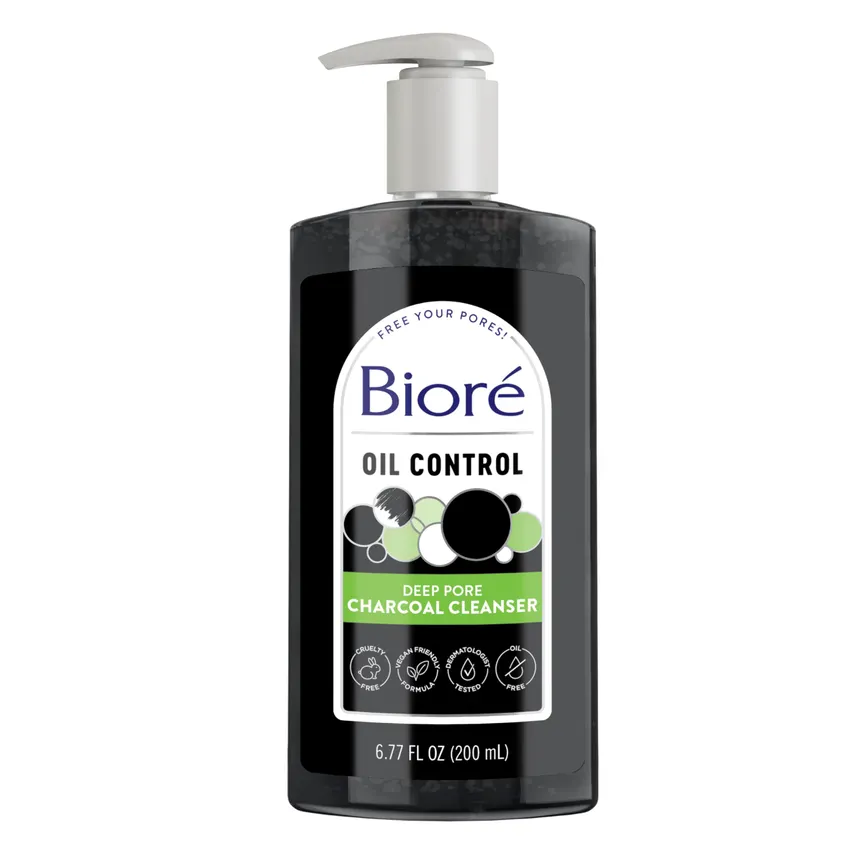 FREE YOUR PORES!
Bioré
OIL CONTROL
DEEP PORE
CHARCOAL CLEANSER
CRUELTY FREE
VEGAN FRIENDLY FORMULA
DERMATOLOGIST TESTED
OIL FREE
6.77 FL OZ (200 mL)